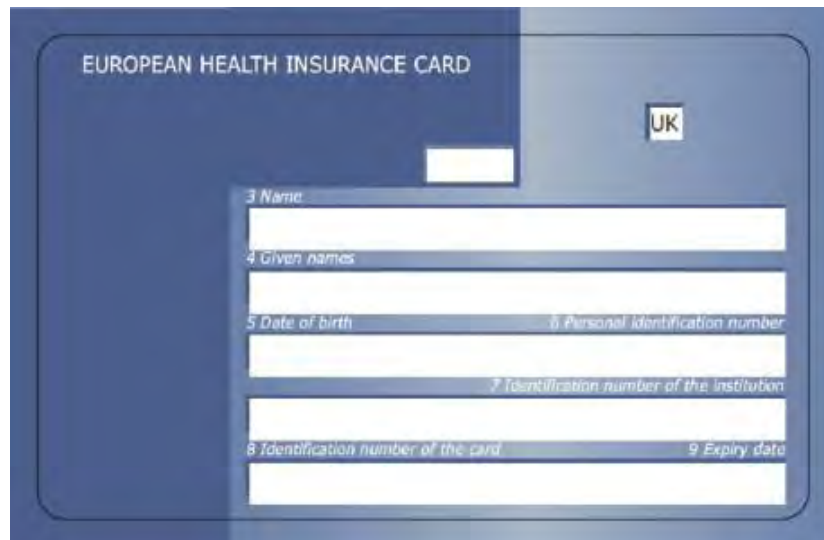 EUROPEAN HEALTH INSURANCE CARD
UK
3 Name
4 Given names
5 Date of birth 6 Personal identification number
7 Identification number of the institution
8 Identification number of the card 9 Expiry date